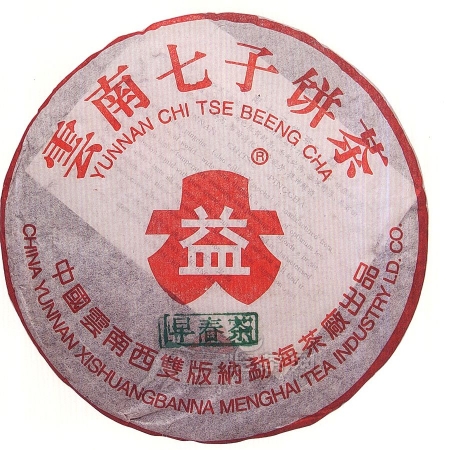 雲南七子饼茶
YUNNAN CHI TSE BEENG CHA
®
益
早春茶
中國雲南西雙版納勐海茶廠出品
CHINA YUNNAN XISHUANGBANNA MENGHAI TEA INDUSTRY LD. CO.